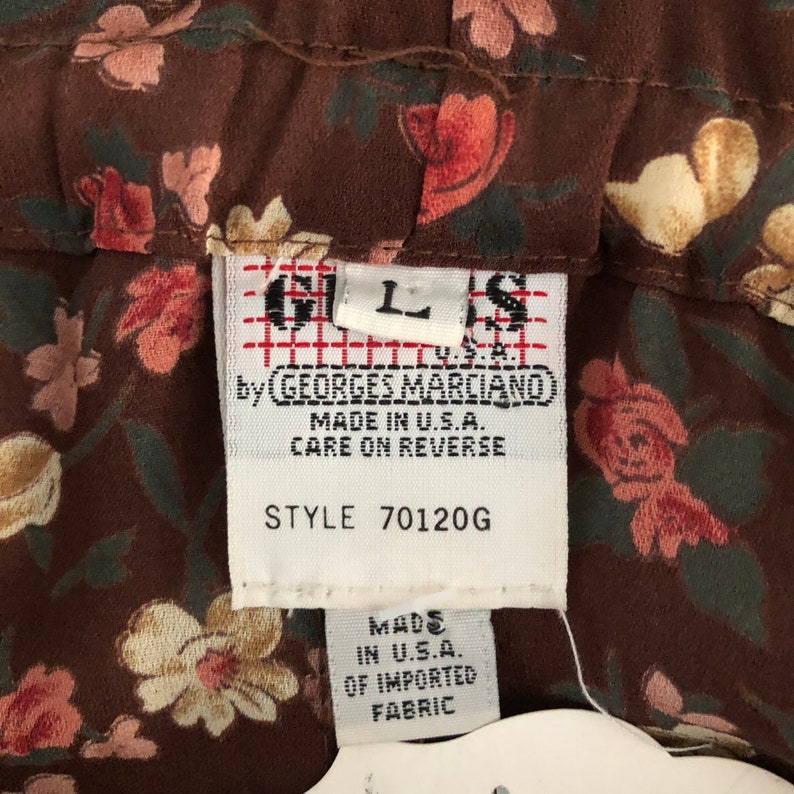 L
U.S.A.
by GEORGES MARCIANO
MADE IN U.S.A.
CARE ON REVERSE
STYLE 70120G
MADE
IN U.S.A.
OF IMPORTED
FABRIC